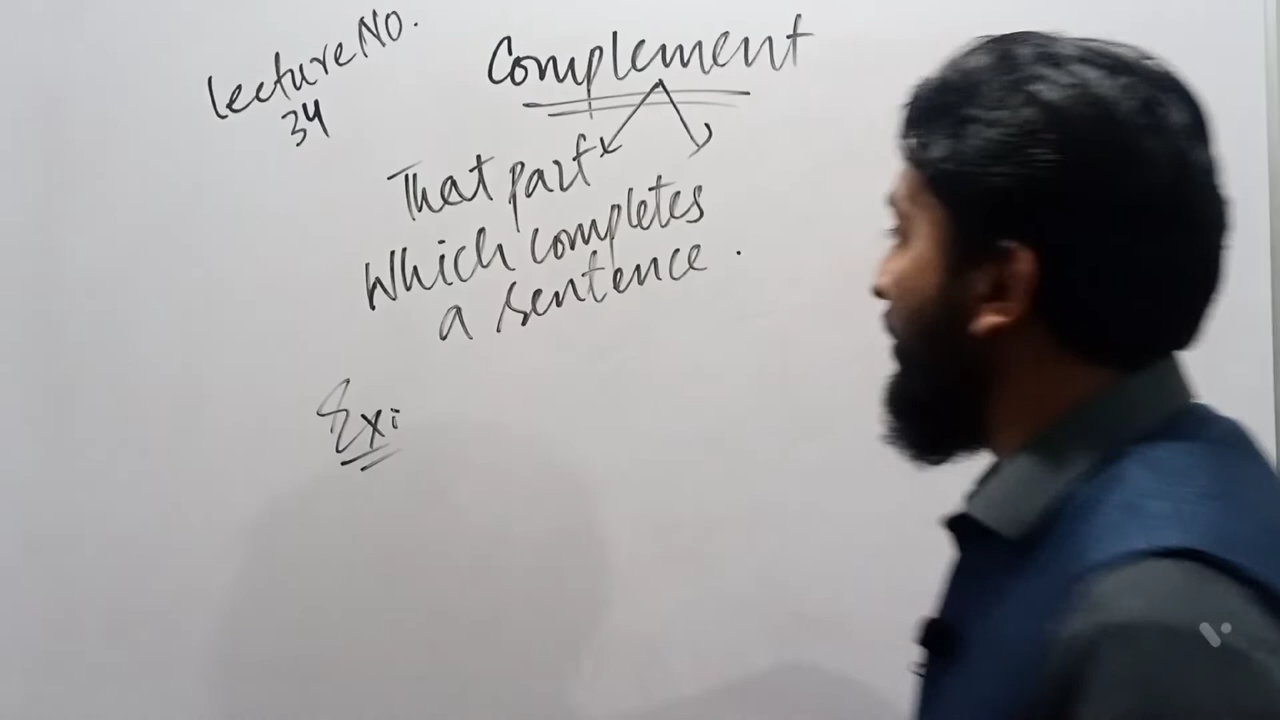 Lecture No.
34
Complement
That part
which completes
a sentence.
Ex: